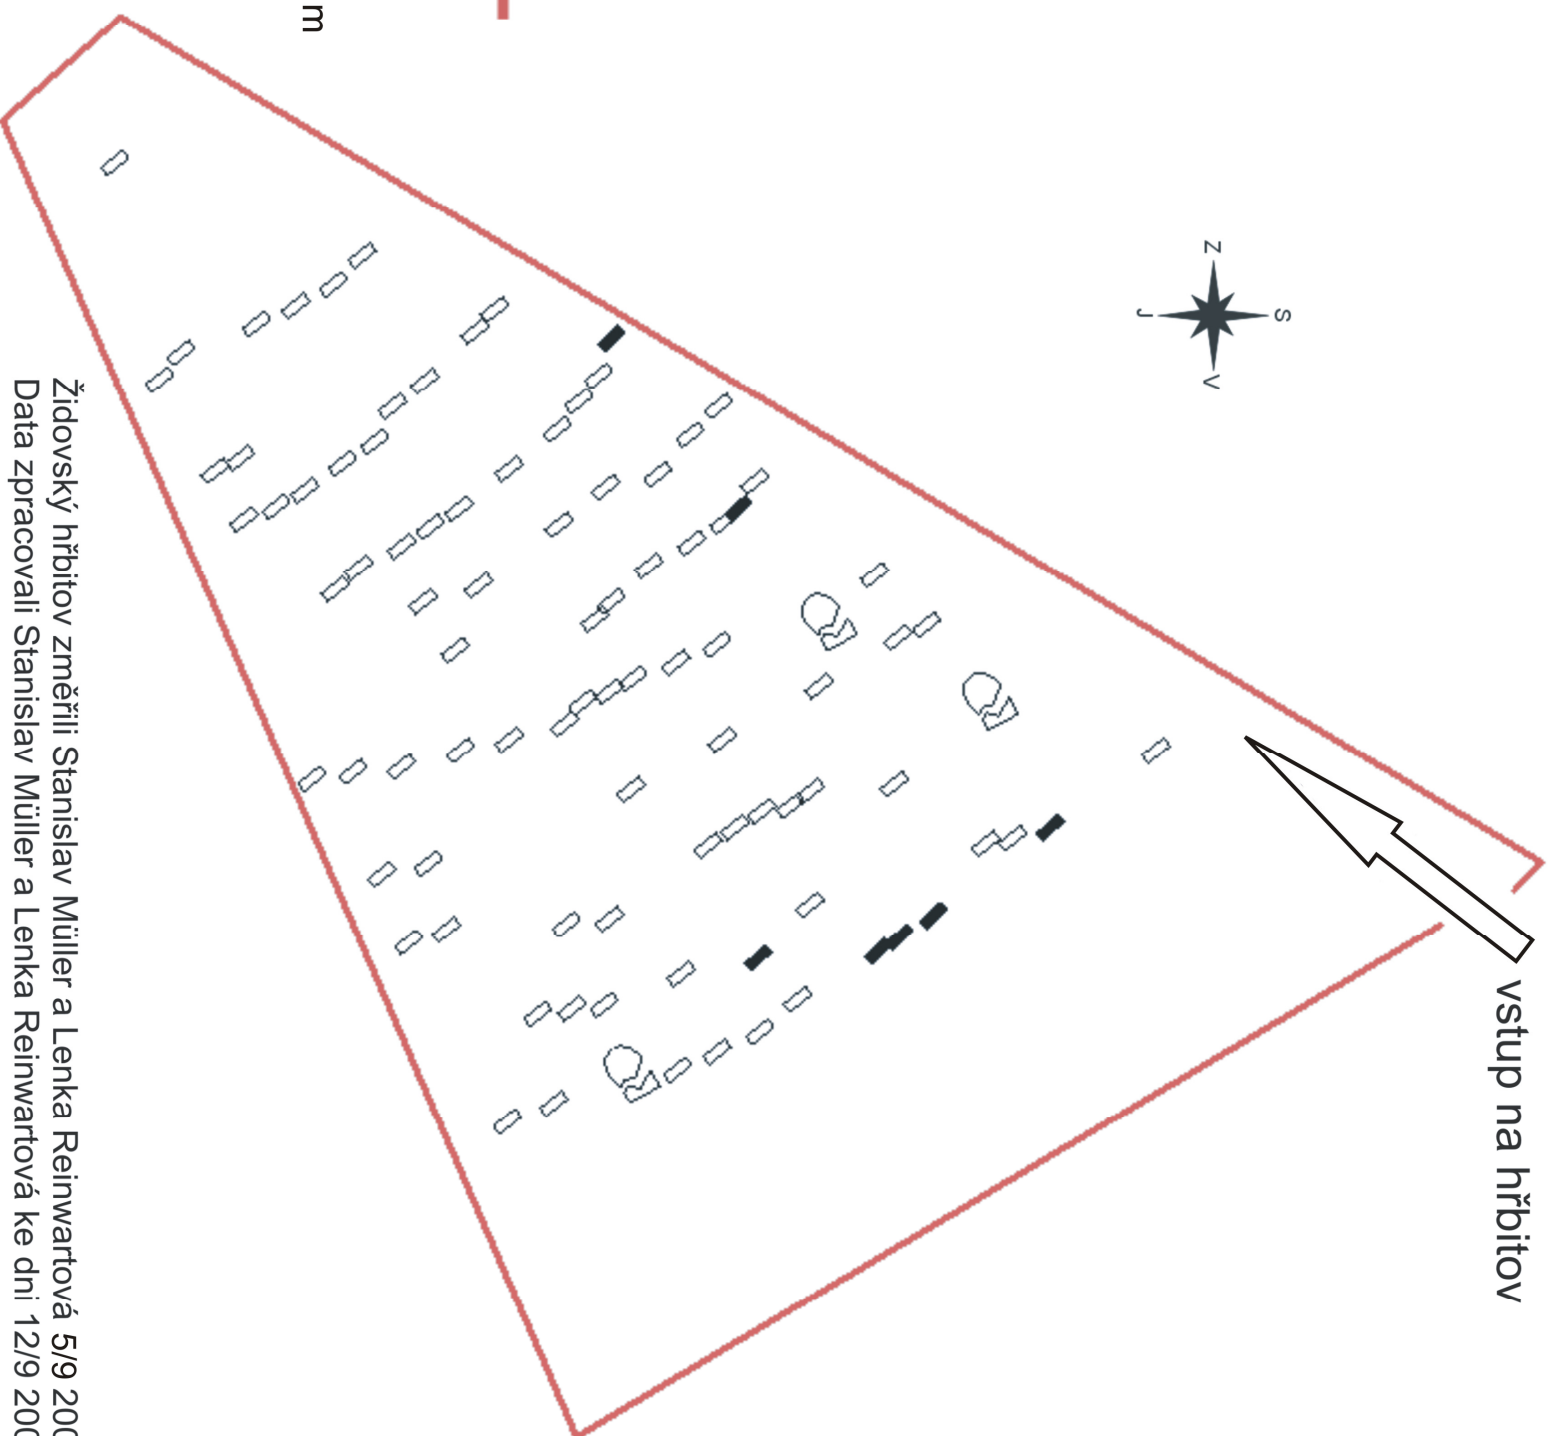 m
Z
J
S
V
vstup na hřbitov
Židovský hřbitov změřili Stanislav Müller a Lenka Reinwartová 5/9 200
Data zpracovali Stanislav Müller a Lenka Reinwartová ke dni 12/9 200